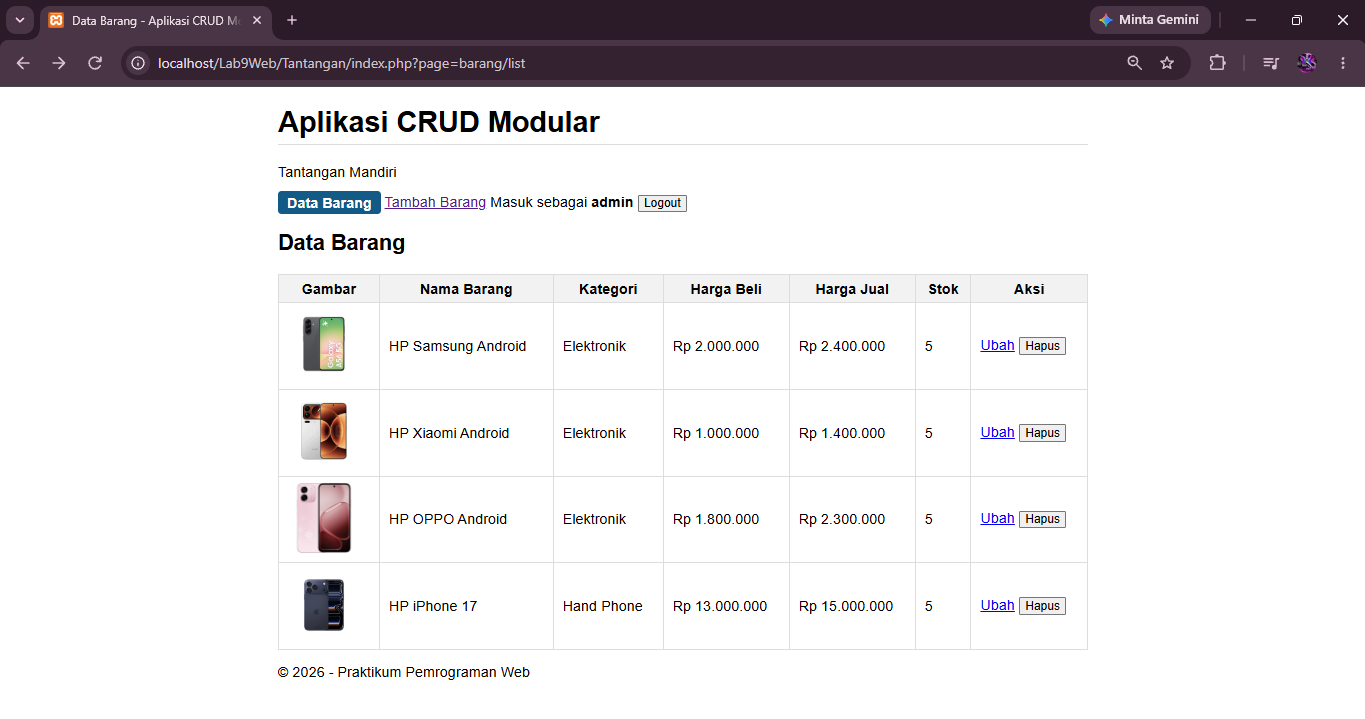 Data Barang - Aplikasi CRUD M
Minta Gemini
localhost/Lab9Web/Tantangan/index.php?page=barang/list
Aplikasi CRUD Modular
Tantangan Mandiri
Data Barang Tambah Barang Masuk sebagai admin Logout
Data Barang
Gambar Nama Barang Kategori Harga Beli Harga Jual Stok Aksi
HP Samsung Android Elektronik Rp 2.000.000 Rp 2.400.000 5 Ubah Hapus
HP Xiaomi Android Elektronik Rp 1.000.000 Rp 1.400.000 5 Ubah Hapus
HP OPPO Android Elektronik Rp 1.800.000 Rp 2.300.000 5 Ubah Hapus
HP iPhone 17 Hand Phone Rp 13.000.000 Rp 15.000.000 5 Ubah Hapus
© 2026 - Praktikum Pemrograman Web